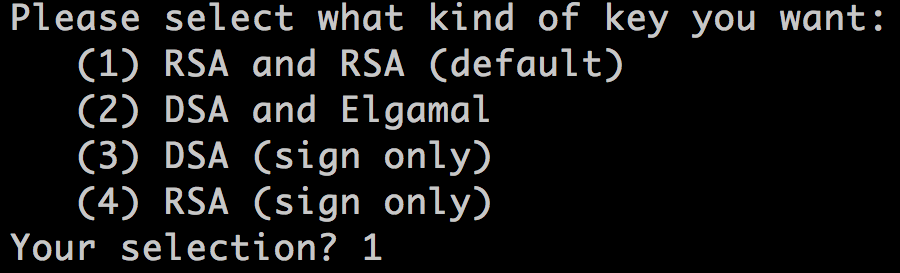 Please select what kind of key you want:
   (1) RSA and RSA (default)
   (2) DSA and Elgamal
   (3) DSA (sign only)
   (4) RSA (sign only)
Your selection? 1